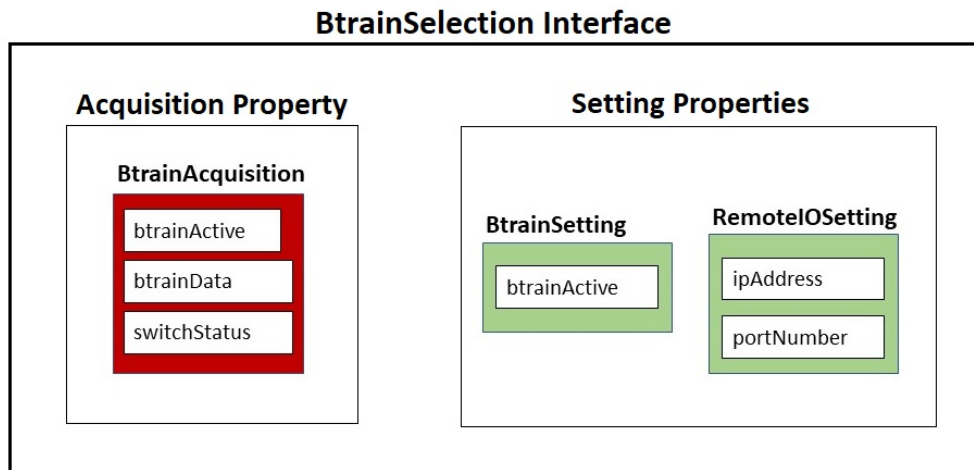 BtrainSelection Interface
Acquisition Property
BtrainAcquisition
btrainActive
btrainData
switchStatus
Setting Properties
BtrainSetting
btrainActive
RemoteIOSetting
ipAddress
portNumber